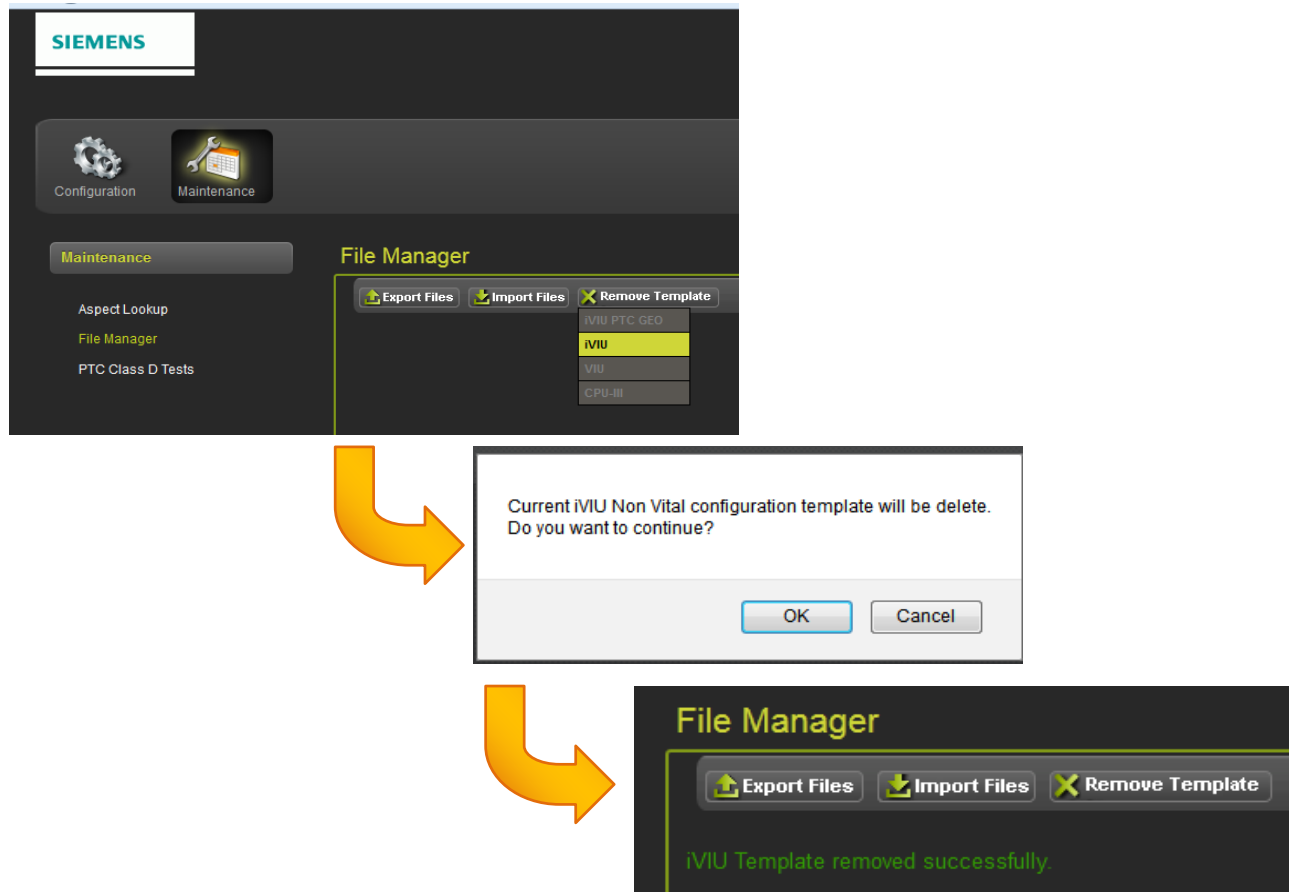 SIEMENS
Configuration
Maintenance
Maintenance
Aspect Lookup
File Manager
PTC Class D Tests
File Manager
Export Files
Import Files
Remove Template
iVIU PTC GEO
iVIU
VIU
CPU-III
Current iVIU Non Vital configuration template will be delete.
Do you want to continue?
OK
Cancel
File Manager
Export Files
Import Files
Remove Template
iVIU Template removed successfully.